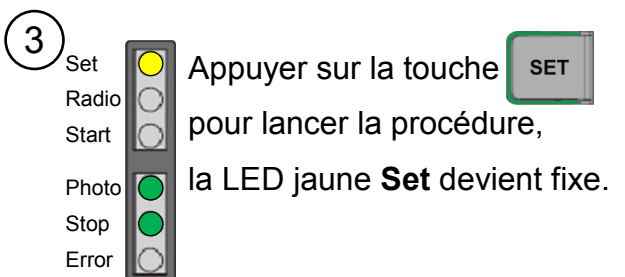 3
Set
Radio
Start
Photo
Stop
Error
Appuyer sur la touche SET
pour lancer la procédure,
la LED jaune Set devient fixe.